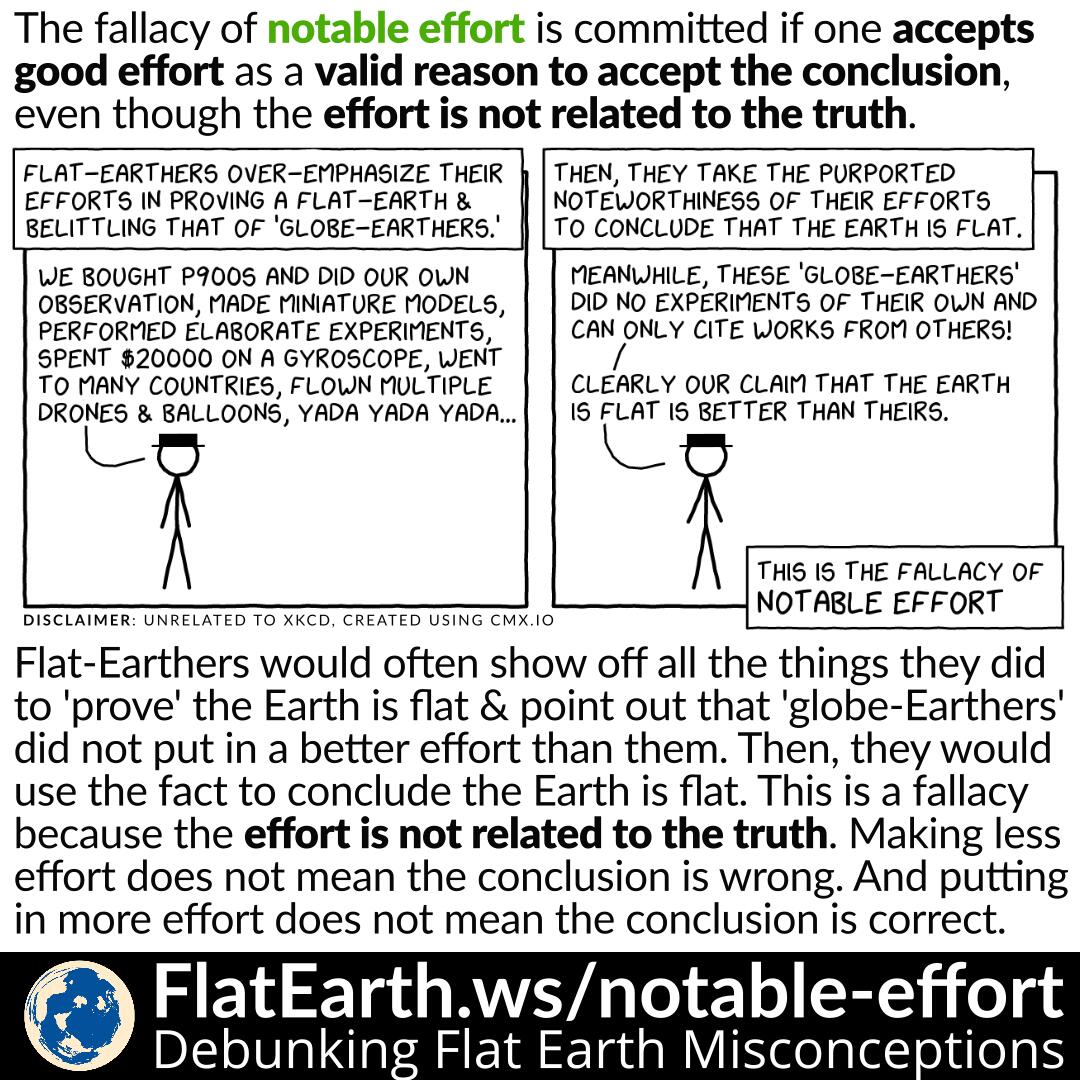 The fallacy of notable effort is committed if one accepts
good effort as a valid reason to accept the conclusion,
even though the effort is not related to the truth.
FLAT-EARTHERS OVER-EMPHASIZE THEIR
EFFORTS IN PROVING A FLAT-EARTH &
BELITTLING THAT OF 'GLOBE-EARTHERS.'
WE BOUGHT P900S AND DID OUR OWN
OBSERVATION, MADE MINIATURE MODELS,
PERFORMED ELABORATE EXPERIMENTS,
SPENT $20000 ON A GYROSCOPE, WENT
TO MANY COUNTRIES, FLOWN MULTIPLE
DRONES & BALLOONS, YADA YADA YADA...
THEN, THEY TAKE THE PURPORTED
NOTEWORTHINESS OF THEIR EFFORTS
TO CONCLUDE THAT THE EARTH IS FLAT.
MEANWHILE, THESE 'GLOBE-EARTHERS'
DID NO EXPERIMENTS OF THEIR OWN AND
CAN ONLY CITE WORKS FROM OTHERS!
CLEARLY OUR CLAIM THAT THE EARTH
IS FLAT IS BETTER THAN THEIRS.
THIS IS THE FALLACY OF
NOTABLE EFFORT
DISCLAIMER: UNRELATED TO XKCD, CREATED USING CMX.IO
Flat-Earthers would often show off all the things they did
to 'prove' the Earth is flat & point out that 'globe-Earthers'
did not put in a better effort than them. Then, they would
use the fact to conclude the Earth is flat. This is a fallacy
because the effort is not related to the truth. Making less
effort does not mean the conclusion is wrong. And putting
in more effort does not mean the conclusion is correct.
FlatEarth.ws/notable-effort
Debunking Flat Earth Misconceptions